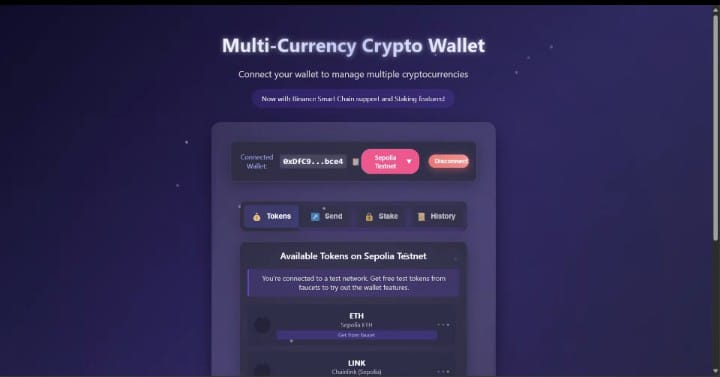 Multi-Currency Crypto Wallet
Connect your wallet to manage multiple cryptocurrencies
Now with Binance Smart Chain support and Staking features!
Connected
Wallet:
0xDfC9...bce4
Sepolia
Testnet
▼
Disconnect
Tokens
Send
Stake
History
Available Tokens on Sepolia Testnet
You're connected to a test network. Get free test tokens from
faucets to try out the wallet features.
ETH
Sepolia ETH
Get from faucet
LINK
Chainlink (Sepolia)